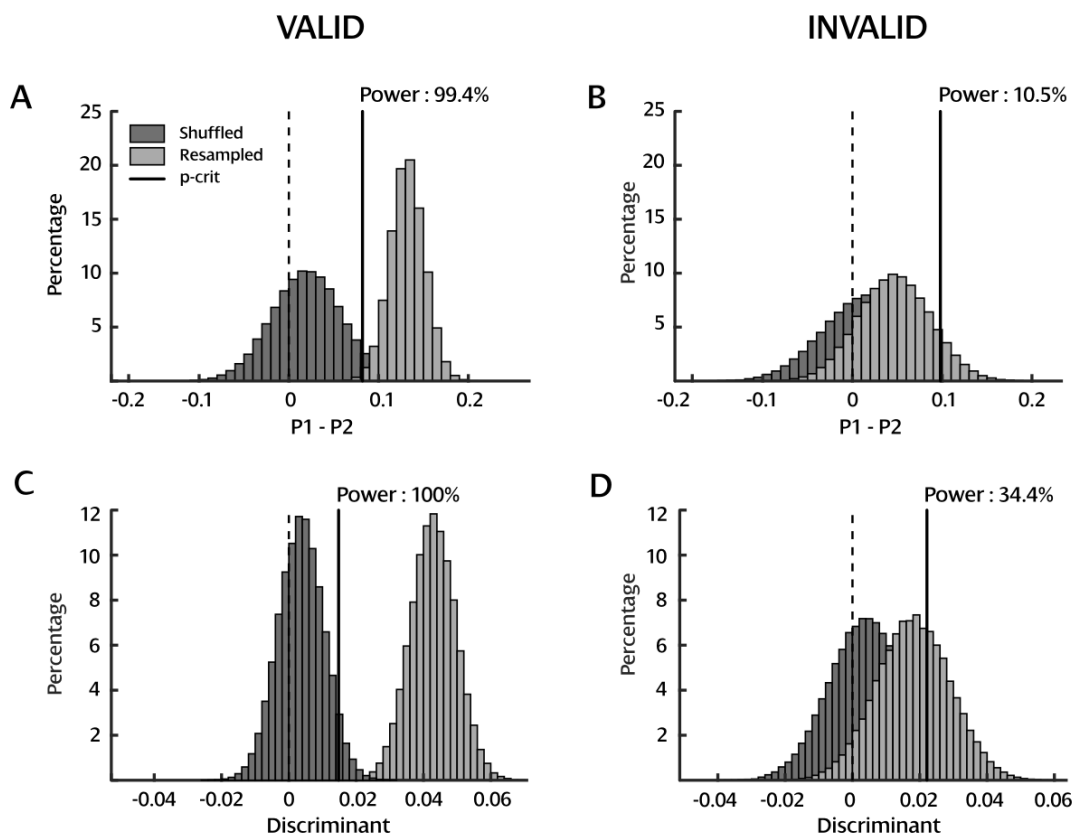 VALID
INVALID
A
Power : 99.4%
25
20
15
10
5
Percentage
Shuffled
Resampled
p-crit
-0.2
-0.1
0
0.1
0.2
P1 - P2
B
Power : 10.5%
25
20
15
10
5
Percentage
-0.2
-0.1
0
0.1
0.2
P1 - P2
C
Power : 100%
12
10
8
6
4
2
Percentage
-0.04
-0.02
0
0.02
0.04
0.06
Discriminant
D
Power : 34.4%
12
10
8
6
4
2
Percentage
-0.04
-0.02
0
0.02
0.04
0.06
Discriminant